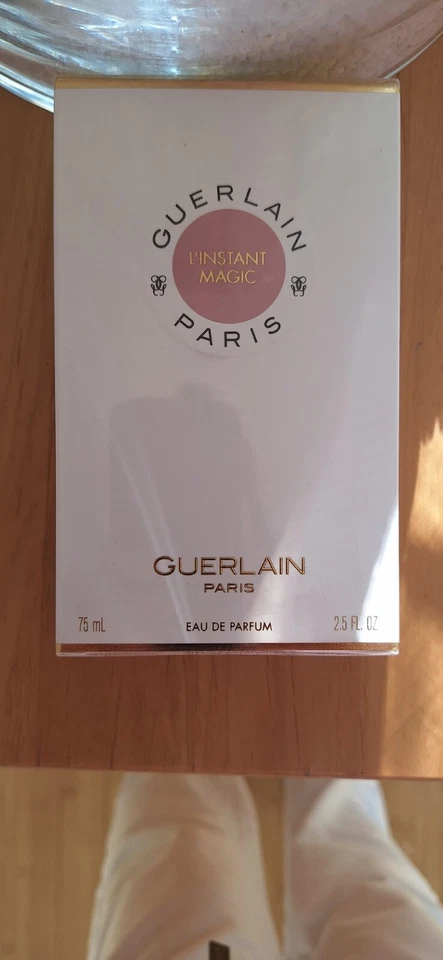 GUERLAIN
L'INSTANT
MAGIC
PARIS
GUERLAIN
PARIS
75 mL
EAU DE PARFUM
2.5 FL. OZ